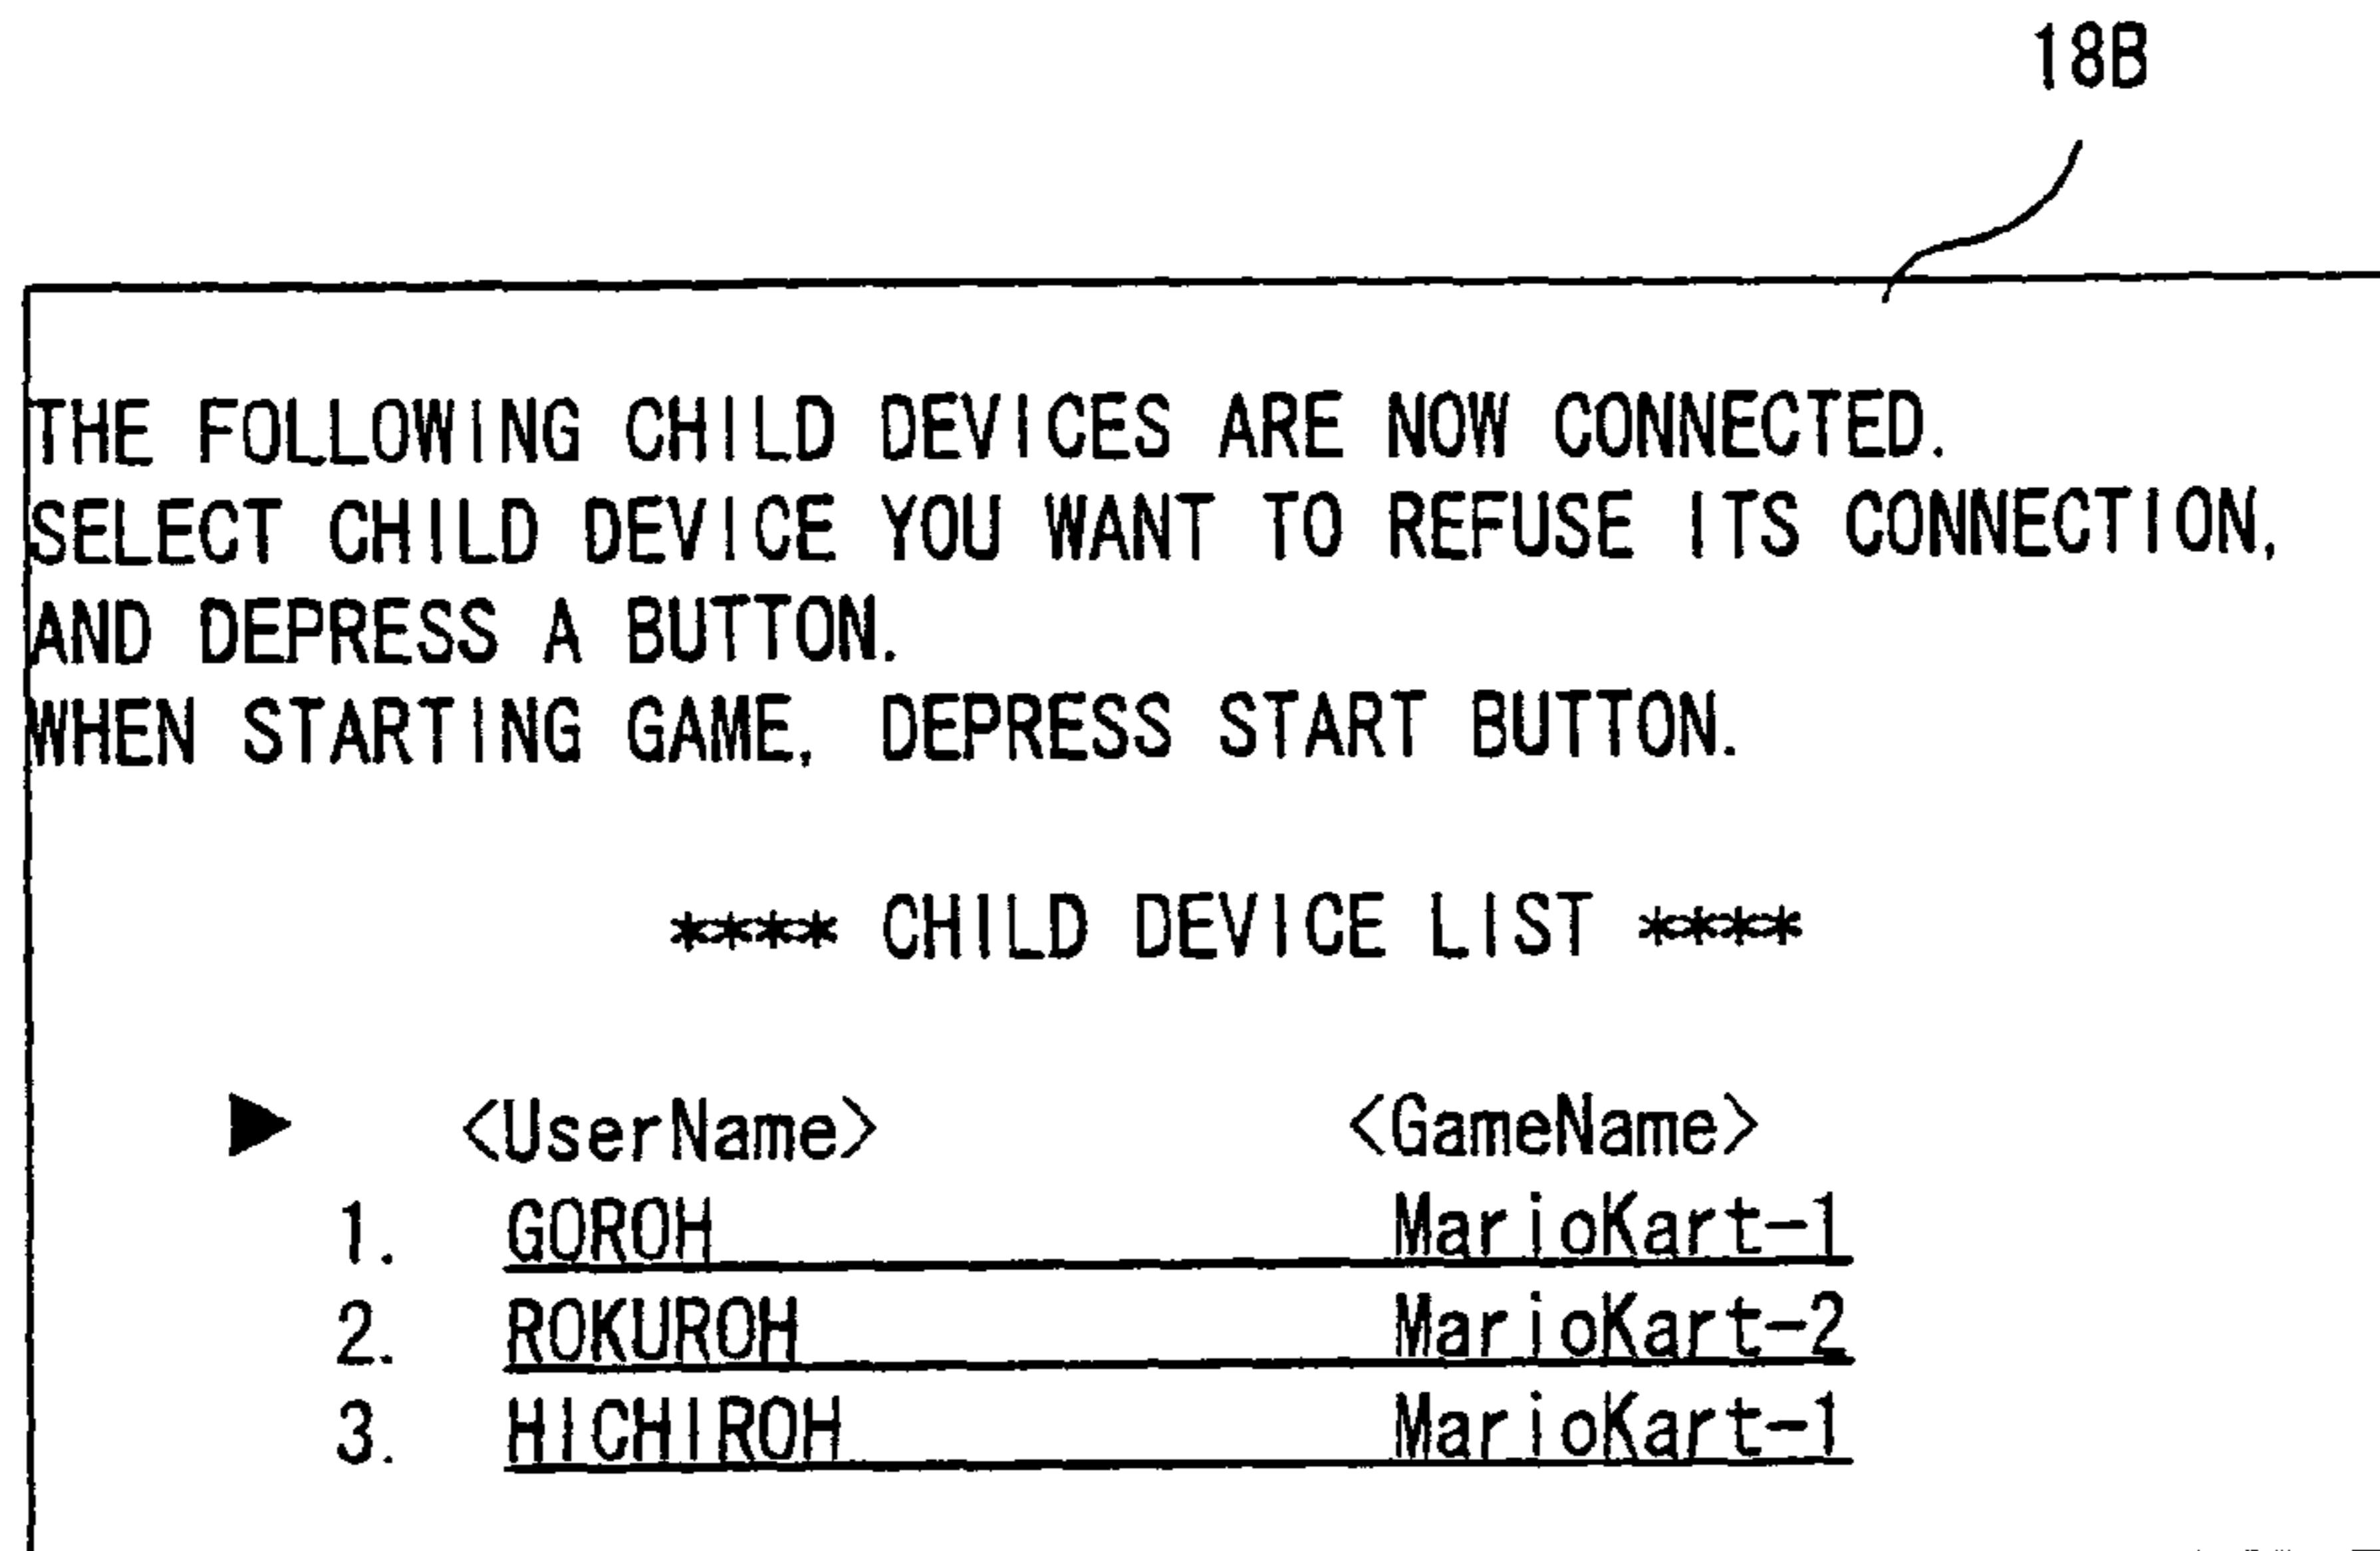 18B
THE FOLLOWING CHILD DEVICES ARE NOW CONNECTED.
SELECT CHILD DEVICE YOU WANT TO REFUSE ITS CONNECTION,
AND DEPRESS A BUTTON.
WHEN STARTING GAME, DEPRESS START BUTTON.
**** CHILD DEVICE LIST ****
▶ <UserName> <GameName>
1. GOROH MarioKart-1
2. ROKUROH MarioKart-2
3. HICHIROH MarioKart-1